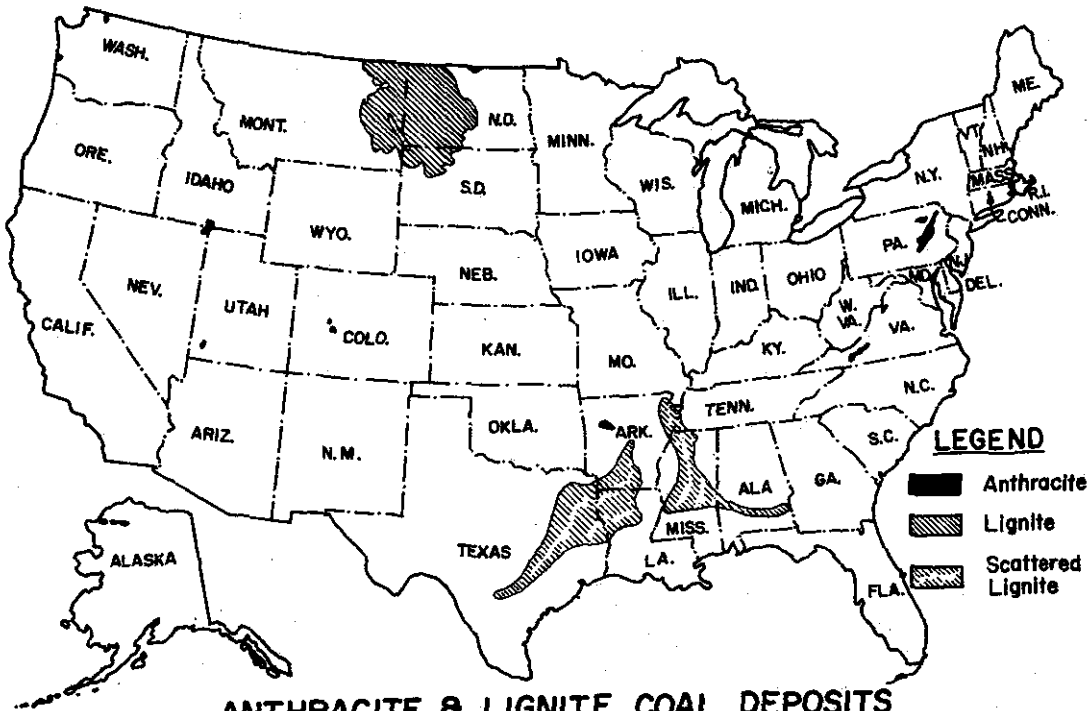 WASH.
MONT.
N.D.
MINN.
ME.
VT.
N.H.
ORE.
IDAHO
S.D.
WIS.
MICH.
N.Y.
MASS.
R.I.
CONN.
WYO.
PA.
IOWA
NEB.
NEV.
UTAH
ILL.
IND.
OHIO
N.J.
MD.
DEL.
CALIF.
COLO.
W.
VA.
VA.
KAN.
MO.
KY.
N.C.
TENN.
ARIZ.
N.M.
OKLA.
ARK.
S.C.
ALA
GA.
MISS.
TEXAS
LA.
FLA.
ALASKA
LEGEND
Anthracite
Lignite
Scattered
Lignite
ANTHRACITE & LIGNITE COAL DEPOSITS